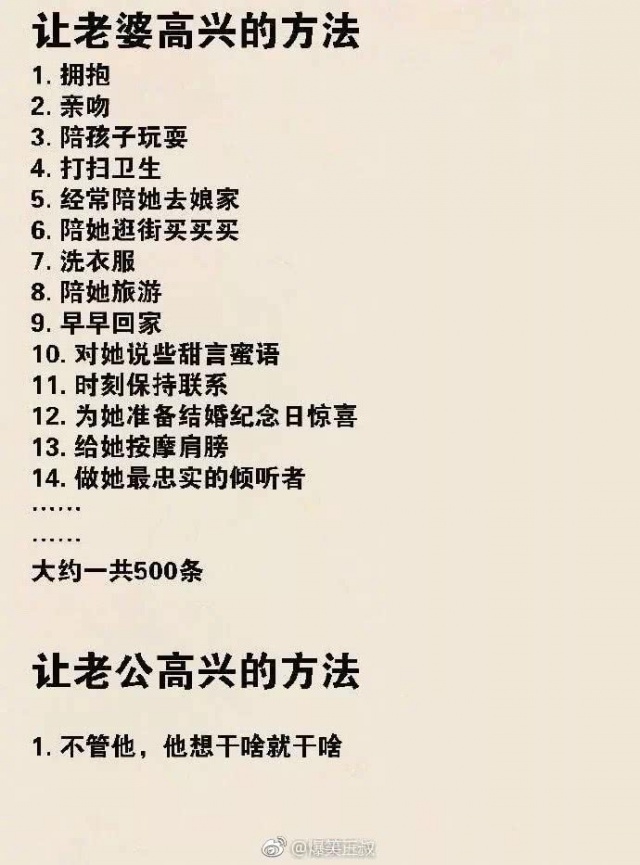 让老婆高兴的方法
1. 拥抱
2. 亲吻
3. 陪孩子玩耍
4. 打扫卫生
5. 经常陪她去娘家
6. 陪她逛街买买买
7. 洗衣服
8. 陪她旅游
9. 早早回家
10. 对她说些甜言蜜语
11. 时刻保持联系
12. 为她准备结婚纪念日惊喜
13. 给她按摩肩膀
14. 做她最忠实的倾听者
……
……
大约一共500条
让老公高兴的方法
1. 不管他，他想干啥就干啥